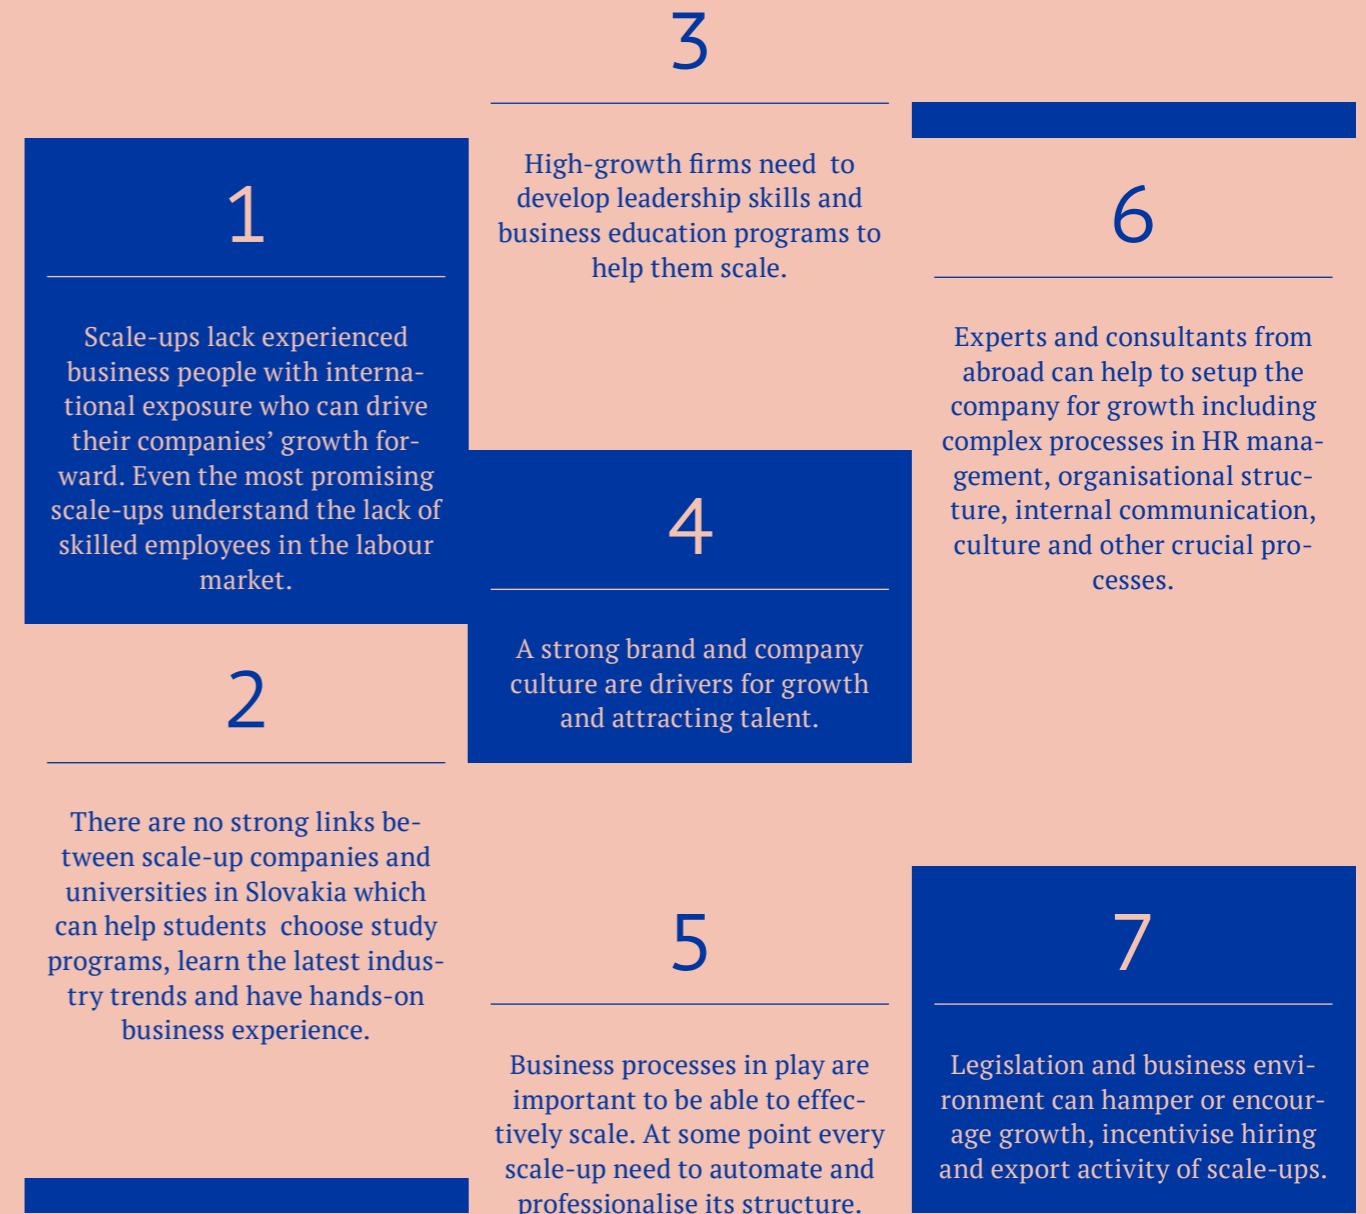 1
Scale-ups lack experienced
business people with interna-
tional exposure who can drive
their companies’ growth for-
ward. Even the most promising
scale-ups understand the lack of
skilled employees in the labour
market.
2
There are no strong links be-
tween scale-up companies and
universities in Slovakia which
can help students  choose study
programs, learn the latest indus-
try trends and have hands-on
business experience.
3
High-growth firms need  to
develop leadership skills and
business education programs to
help them scale.
4
A strong brand and company
culture are drivers for growth
and attracting talent.
5
Business processes in play are
important to be able to effec-
tively scale. At some point every
scale-up need to automate and
professionalise its structure.
6
Experts and consultants from
abroad can help to setup the
company for growth including
complex processes in HR mana-
gement, organisational struc-
ture, internal communication,
culture and other crucial pro-
cesses.
7
Legislation and business envi-
ronment can hamper or encour-
age growth, incentivise hiring
and export activity of scale-ups.